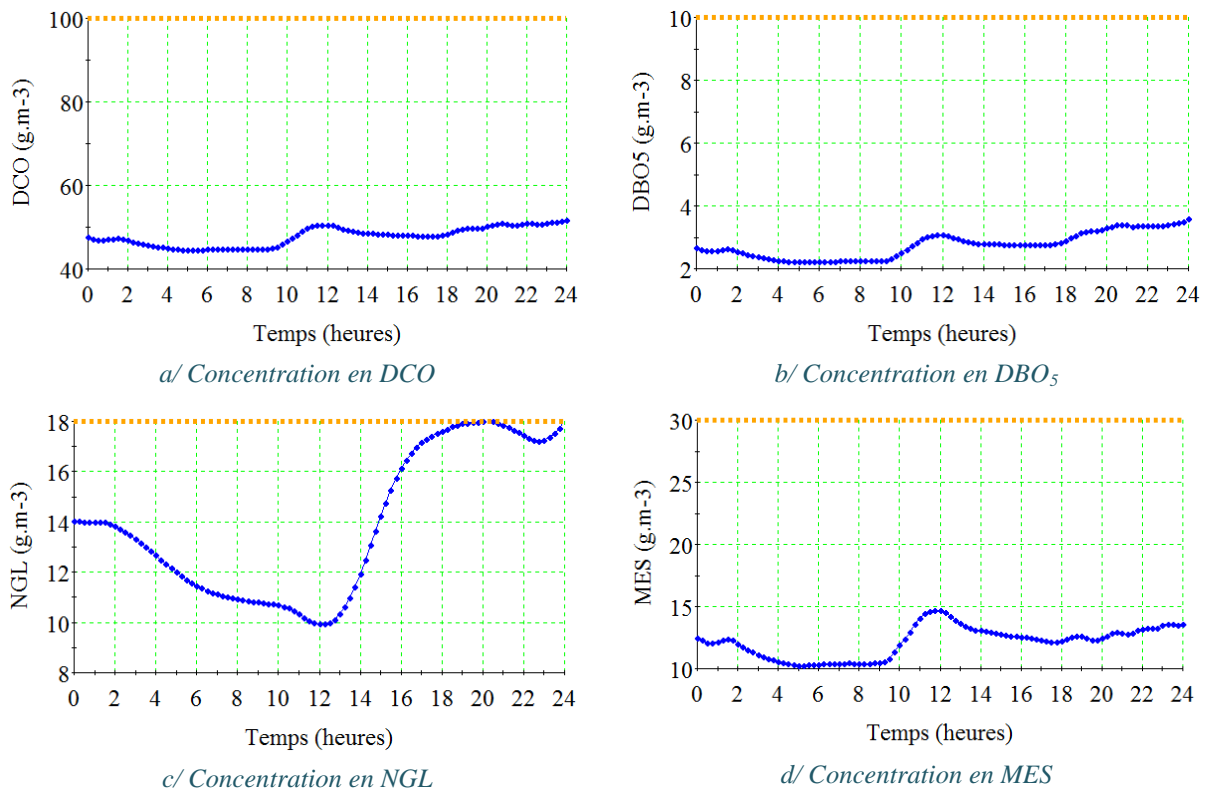 DCO (g.m-3)
100
80
60
40
0 2 4 6 8 10 12 14 16 18 20 22 24
Temps (heures)
a/ Concentration en DCO
DBO5 (g.m-3)
10
8
6
4
2
0 2 4 6 8 10 12 14 16 18 20 22 24
Temps (heures)
b/ Concentration en DBO₅
NGL (g.m-3)
18
16
14
12
10
8
0 2 4 6 8 10 12 14 16 18 20 22 24
Temps (heures)
c/ Concentration en NGL
MES (g.m-3)
30
25
20
15
10
0 2 4 6 8 10 12 14 16 18 20 22 24
Temps (heures)
d/ Concentration en MES